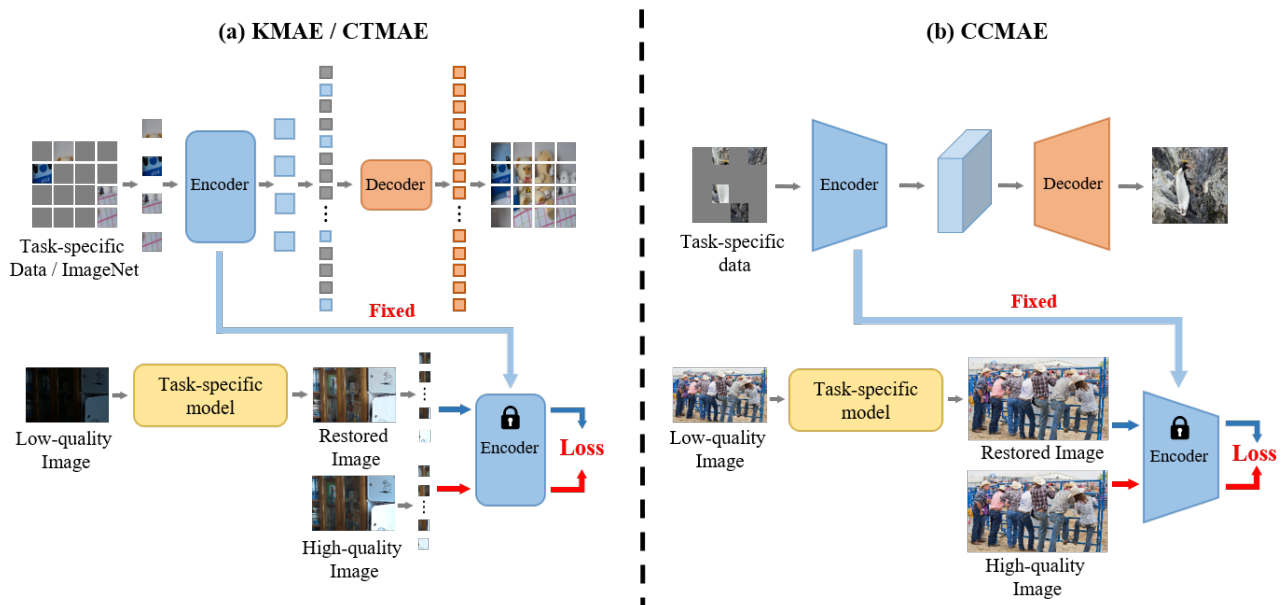 (a) KMAE / CTMAE
Encoder
Decoder
Task-specific
Data / ImageNet
Fixed
Task-specific
model
Low-quality
Image
Restored
Image
High-quality
Image
Encoder
Loss
(b) CCMAE
Encoder
Decoder
Task-specific
data
Fixed
Task-specific
model
Low-quality
Image
Restored Image
High-quality
Image
Encoder
Loss